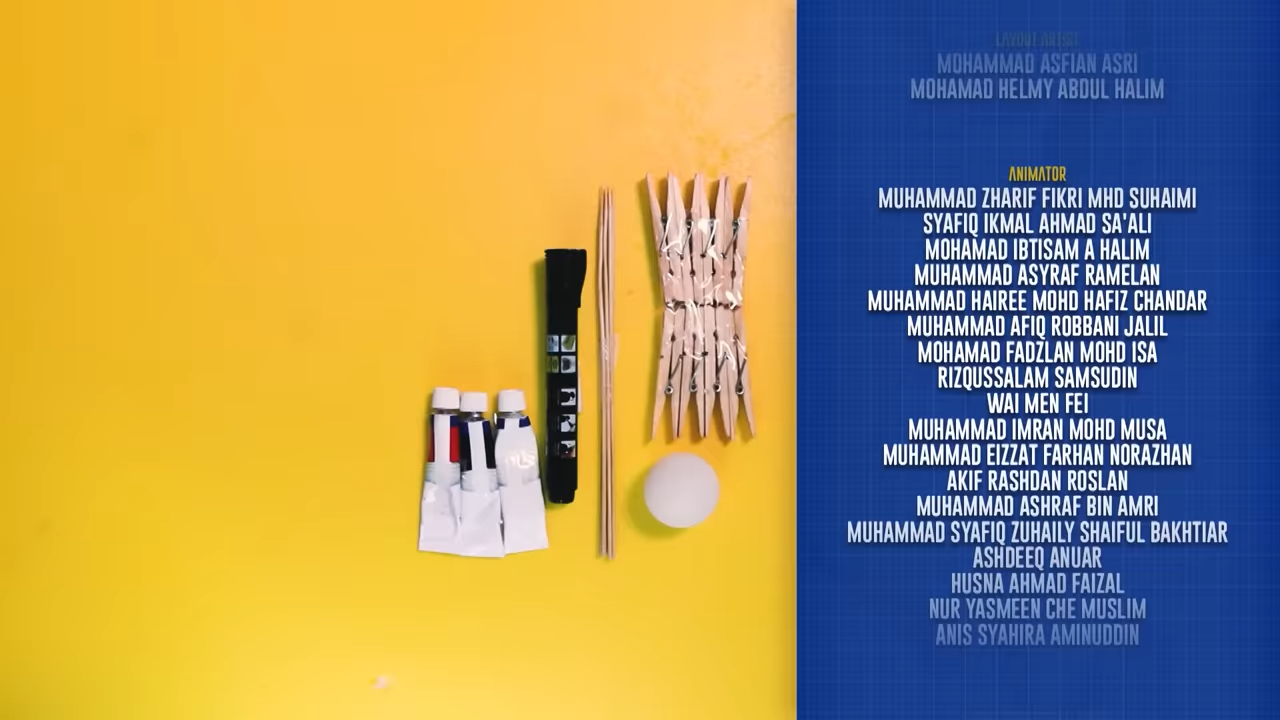 LAYOUT ARTIST
MOHAMMAD ASFIAN ASRI
MOHAMAD HELMY ABDUL HALIM
ANIMATOR
MUHAMMAD ZHARIF FIKRI MHD SUHAIMI
SYAFIQ IKMAL AHMAD SA'ALI
MOHAMAD IBTISAM A HALIM
MUHAMMAD ASYRAF RAMELAN
MUHAMMAD HAIREE MOHD HAFIZ CHANDAR
MUHAMMAD AFIQ ROBBANI JALIL
MOHAMAD FADZLAN MOHD ISA
RIZQUSSALAM SAMSUDIN
WAI MEN FEI
MUHAMMAD IMRAN MOHD MUSA
MUHAMMAD EIZZAT FARHAN NORAZHAN
AKIF RASHDAN ROSLAN
MUHAMMAD ASHRAF BIN AMRI
MUHAMMAD SYAFIQ ZUHAILY SHAIFUL BAKHTIAR
ASHDEEQ ANUAR
HUSNA AHMAD FAIZAL
NUR YASMEEN CHE MUSLIM
ANIS SYAHIRA AMINUDDIN